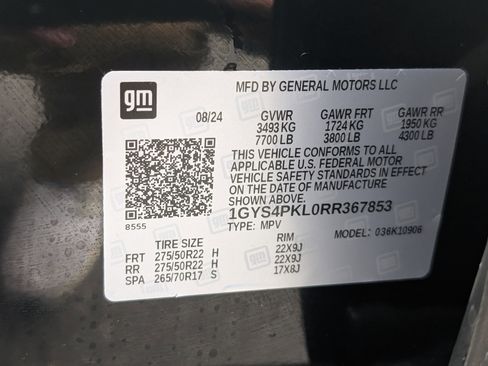 gm
MFD BY GENERAL MOTORS LLC
08/24 GVWR GAWR FRT GAWR RR
3493 KG 1724 KG 1950 KG
7700 LB 3800 LB 4300 LB
THIS VEHICLE CONFORMS TO ALL
APPLICABLE U.S. FEDERAL MOTOR
VEHICLE SAFETY STANDARDS IN EFFECT
ON THE DATE OF MANUFACTURE
SHOWN ABOVE.
1GYS4PKL0RR367853
8555 TYPE: MPV MODEL: 036K10906
TIRE SIZE RIM
FRT 275/50R22 H 22X9J
RR 275/50R22 H 22X9J
SPA 265/70R17 S 17X8J